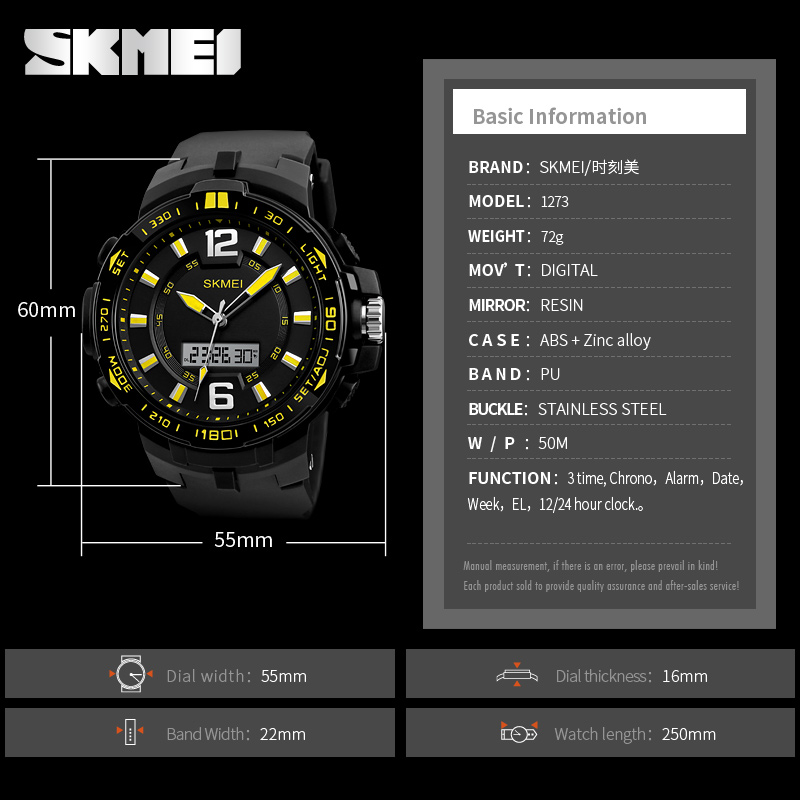 SKMEI
Basic Information
BRAND: SKMEI/时刻美
MODEL: 1273
WEIGHT: 72g
MOV'T: DIGITAL
MIRROR: RESIN
CASE: ABS + Zinc alloy
BAND: PU
BUCKLE: STAINLESS STEEL
W / P : 50M
FUNCTION: 3 time, Chrono，Alarm，Date，
Week，EL，12/24 hour clock.。
Manual measurement, if there is an error, please prevail in kind!
Each product sold to provide quality assurance and after-sales service!
60mm
55mm
330
30
SET
LIGHT
12
55
05
SKMEI
50
270
45
15
90
40
23:26 30
20
35
25
6
MODE
SET/ADJ
210
180
150
Dial width: 55mm
Dial thickness: 16mm
Band Width: 22mm
Watch length: 250mm